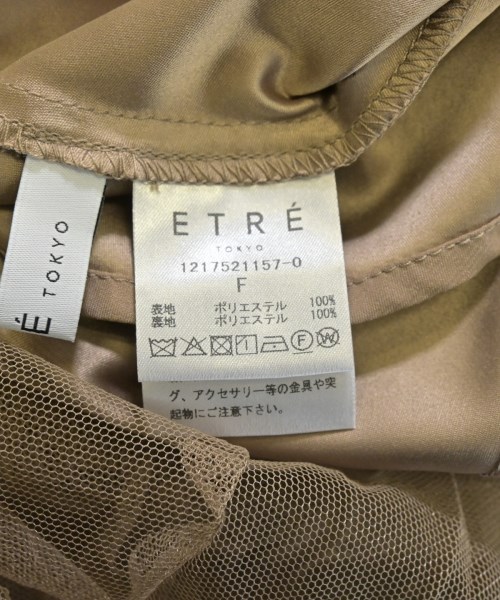 ETRÉ
TOKYO
1217521157-0
F
表地 ポリエステル 100%
裏地 ポリエステル 100%
グ、アクセサリー等の金具や突
起物にご注意下さい。
É TOKYO